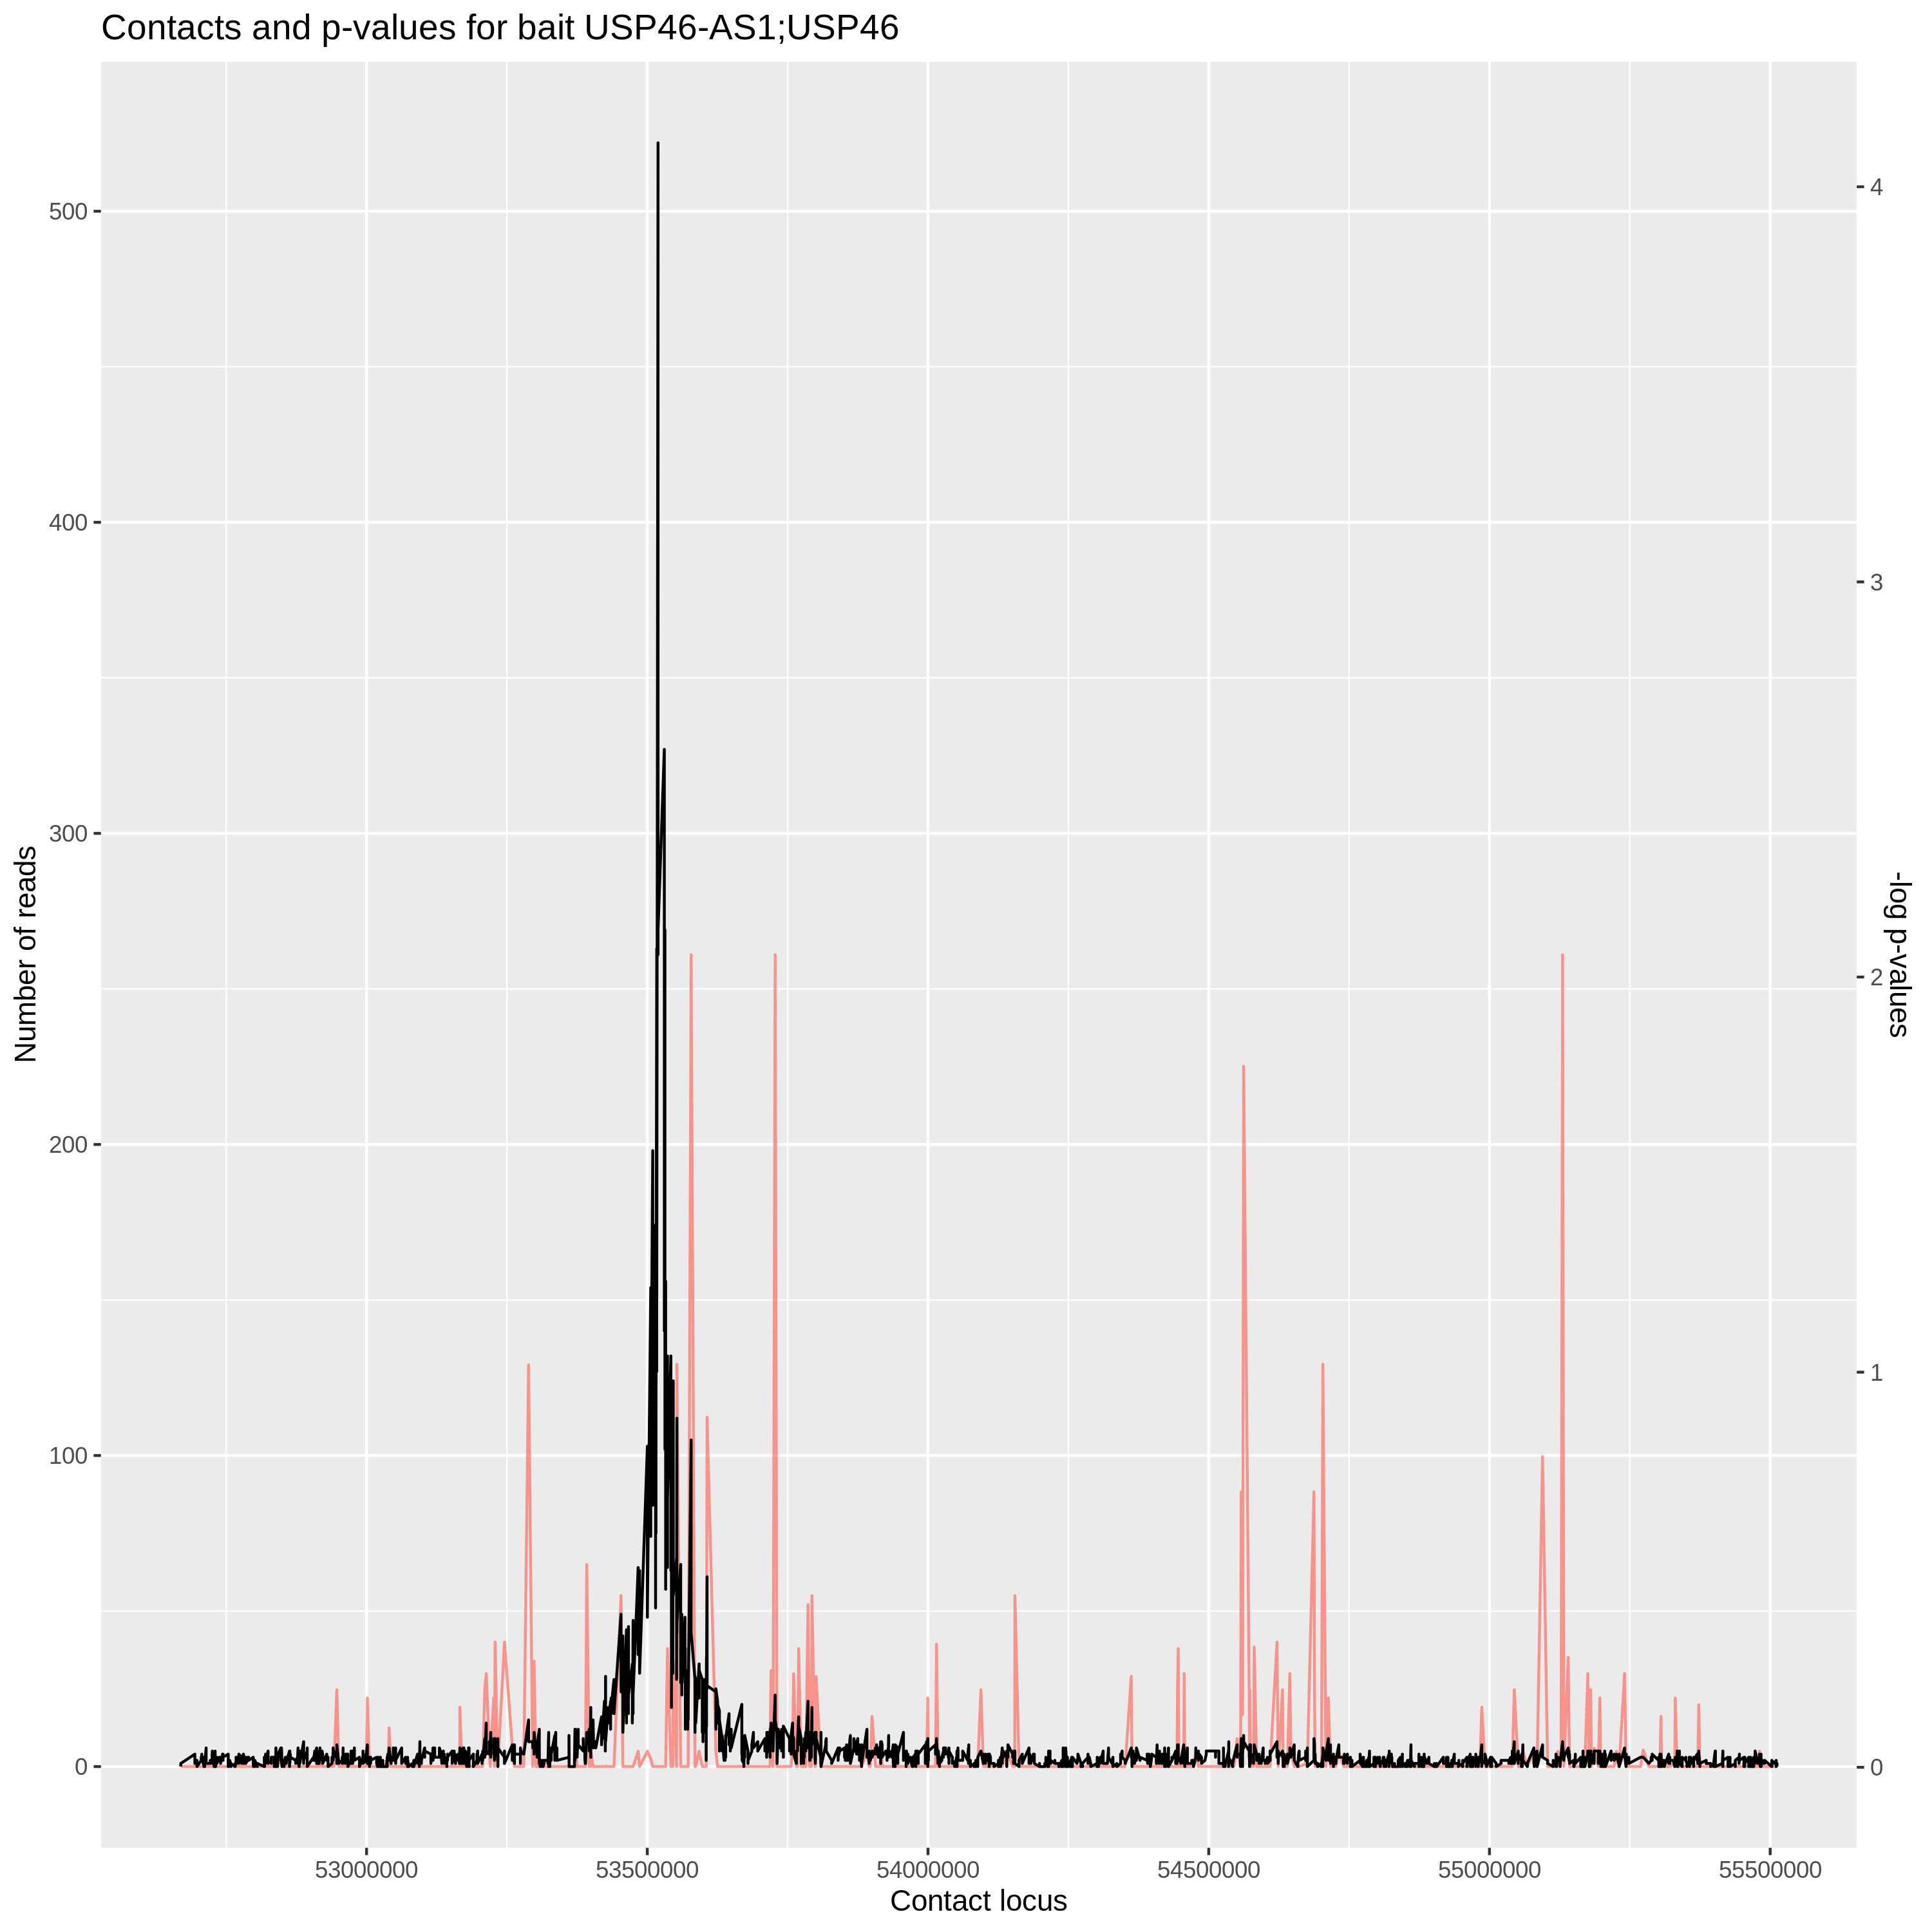 Contacts and p-values for bait USP46-AS1;USP46
500
400
300
200
100
0
Number of reads
4
3
2
1
0
-log p-values
53000000 53500000 54000000 54500000 55000000 55500000
Contact locus